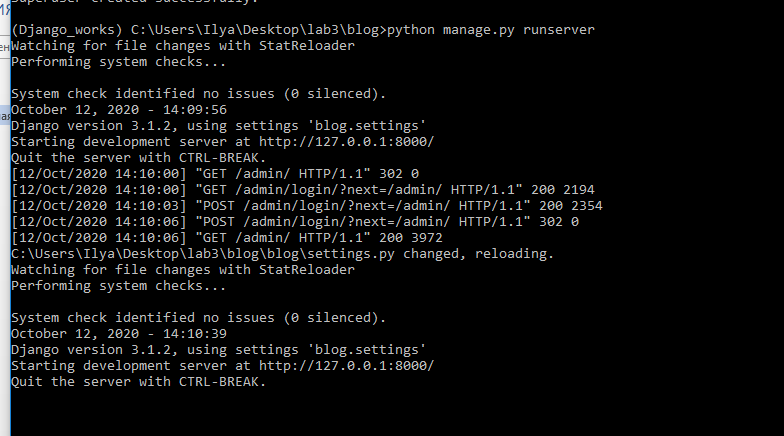 Superuser created successfully.
(Django_works) C:\Users\Ilya\Desktop\lab3\blog>python manage.py runserver
Watching for file changes with StatReloader
Performing system checks...
System check identified no issues (0 silenced).
October 12, 2020 - 14:09:56
Django version 3.1.2, using settings 'blog.settings'
Starting development server at http://127.0.0.1:8000/
Quit the server with CTRL-BREAK.
[12/Oct/2020 14:10:00] "GET /admin/ HTTP/1.1" 302 0
[12/Oct/2020 14:10:00] "GET /admin/login/?next=/admin/ HTTP/1.1" 200 2194
[12/Oct/2020 14:10:03] "POST /admin/login/?next=/admin/ HTTP/1.1" 200 2354
[12/Oct/2020 14:10:06] "POST /admin/login/?next=/admin/ HTTP/1.1" 302 0
[12/Oct/2020 14:10:06] "GET /admin/ HTTP/1.1" 200 3972
C:\Users\Ilya\Desktop\lab3\blog\blog\settings.py changed, reloading.
Watching for file changes with StatReloader
Performing system checks...
System check identified no issues (0 silenced).
October 12, 2020 - 14:10:39
Django version 3.1.2, using settings 'blog.settings'
Starting development server at http://127.0.0.1:8000/
Quit the server with CTRL-BREAK.